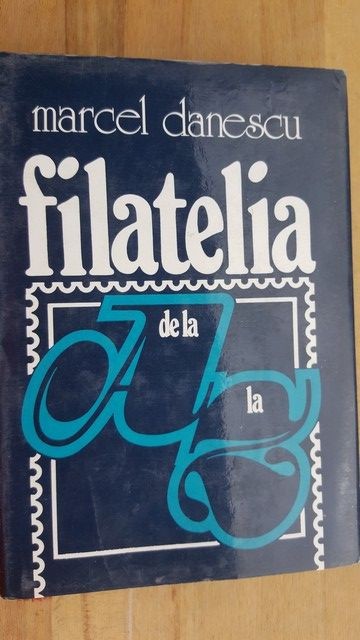 marcel danescu
filatelia
de la
A
la
Z